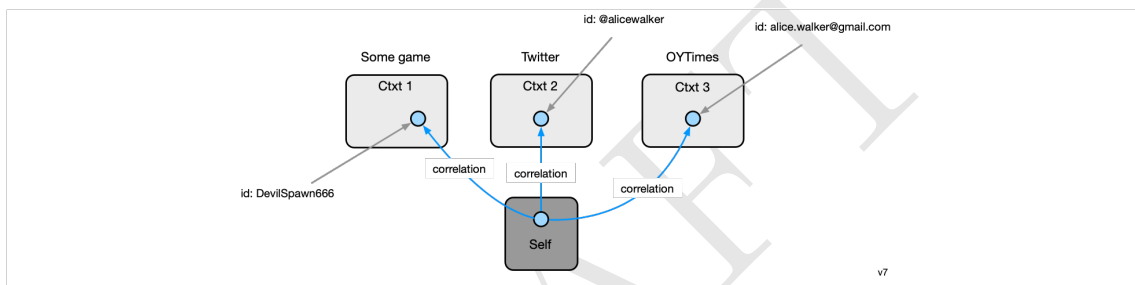 id: @alicewalker
id: alice.walker@gmail.com
Some game
Twitter
OYTimes
Ctxt 1
Ctxt 2
Ctxt 3
correlation
correlation
correlation
id: DevilSpawn666
Self
v7